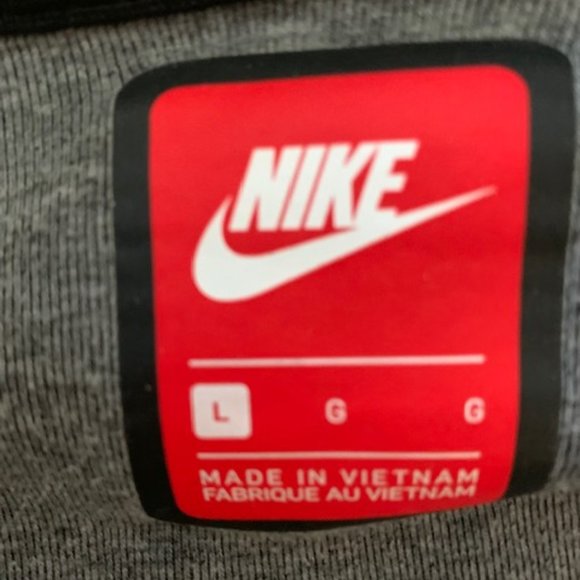 NIKE
L G G
MADE IN VIETNAM
FABRIQUE AU VIETNAM